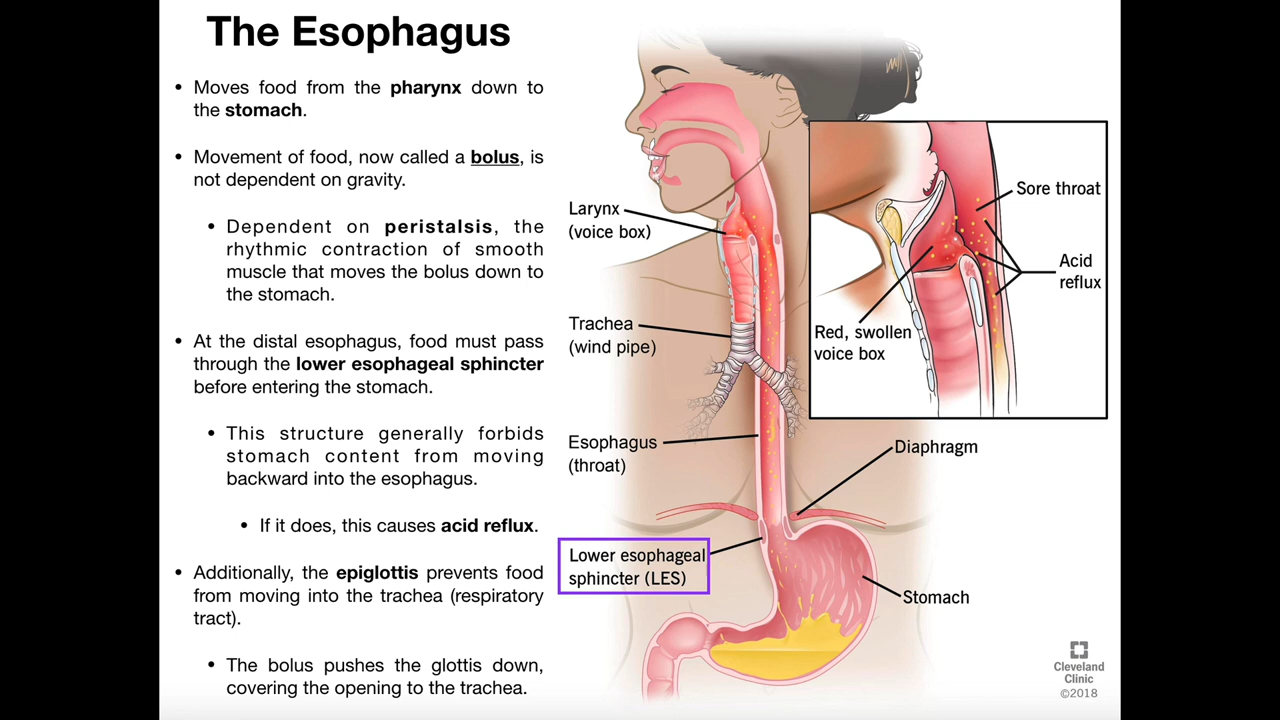 The Esophagus
• Moves food from the pharynx down to
the stomach.
• Movement of food, now called a bolus, is
not dependent on gravity.
• Dependent on peristalsis, the
rhythmic contraction of smooth
muscle that moves the bolus down to
the stomach.
• At the distal esophagus, food must pass
through the lower esophageal sphincter
before entering the stomach.
• This structure generally forbids
stomach content from moving
backward into the esophagus.
• If it does, this causes acid reflux.
• Additionally, the epiglottis prevents food
from moving into the trachea (respiratory
tract).
• The bolus pushes the glottis down,
covering the opening to the trachea.
Larynx
(voice box)
Trachea
(wind pipe)
Esophagus
(throat)
Lower esophageal
sphincter (LES)
Diaphragm
Stomach
Sore throat
Acid
reflux
Red, swollen
voice box
Cleveland
Clinic
©2018